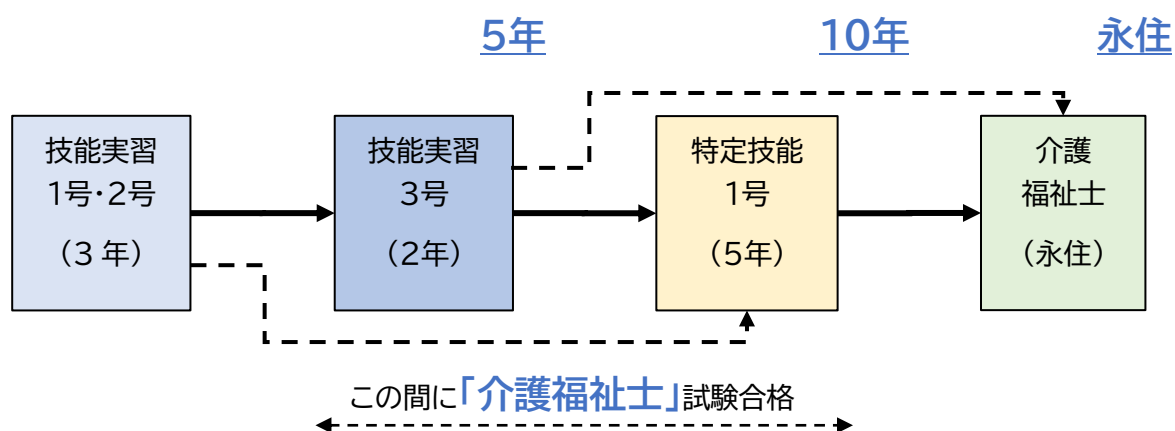 5年
10年
永住
技能実習
1号・2号
（3 年）
技能実習
3号
（2年）
特定技能
1号
（5年）
介護
福祉士
（永住）
この間に「介護福祉士」試験合格